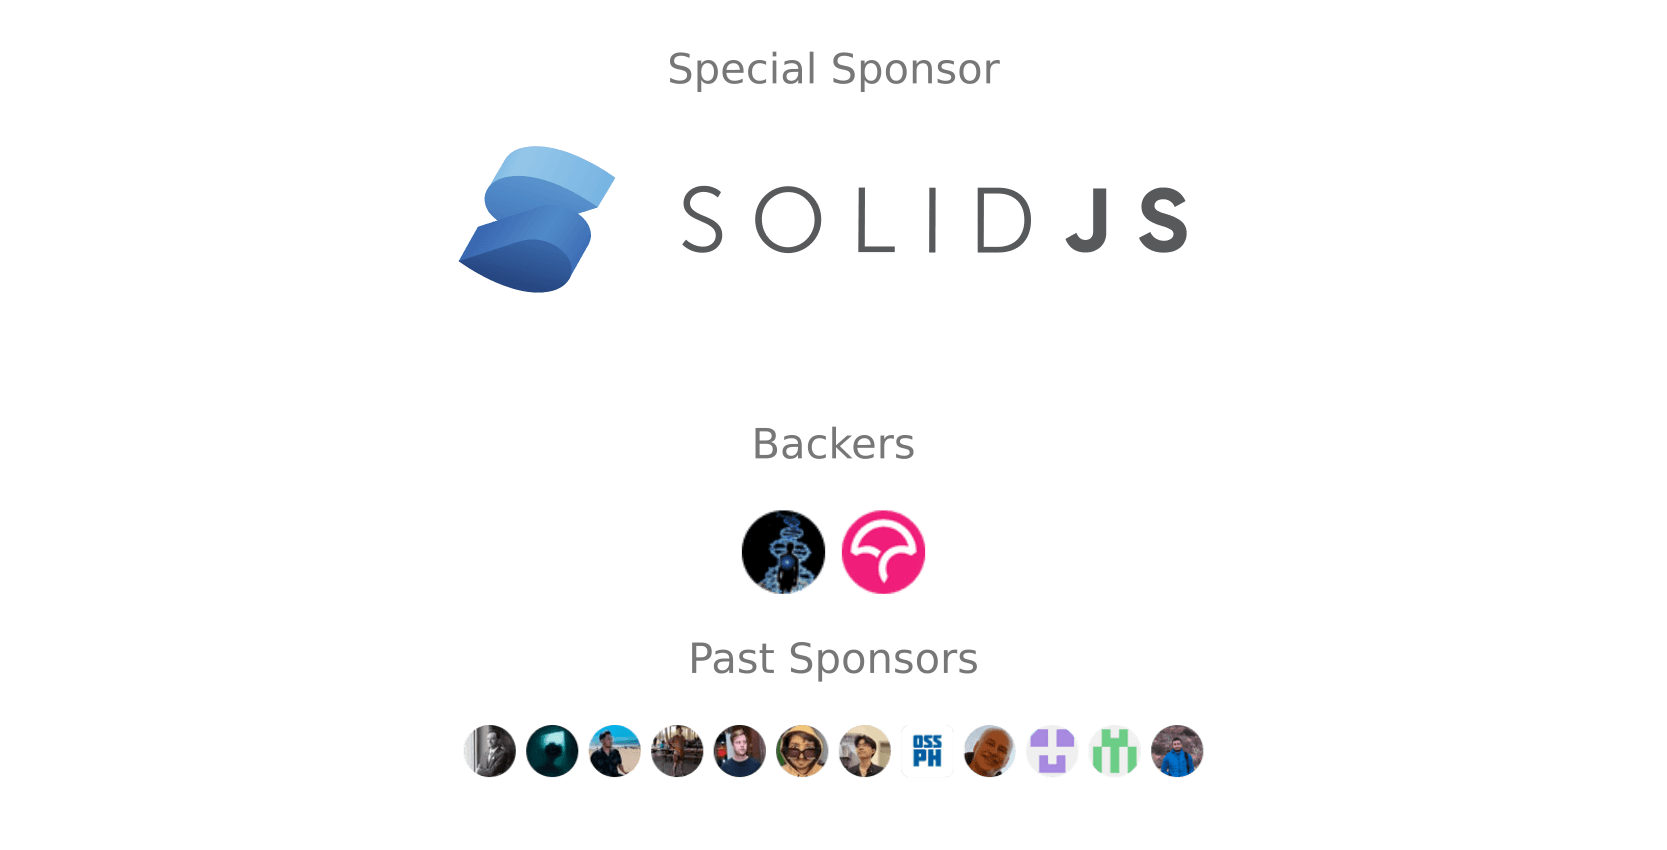 Special Sponsor
SOLIDJS
Backers
Past Sponsors
OSS
PH